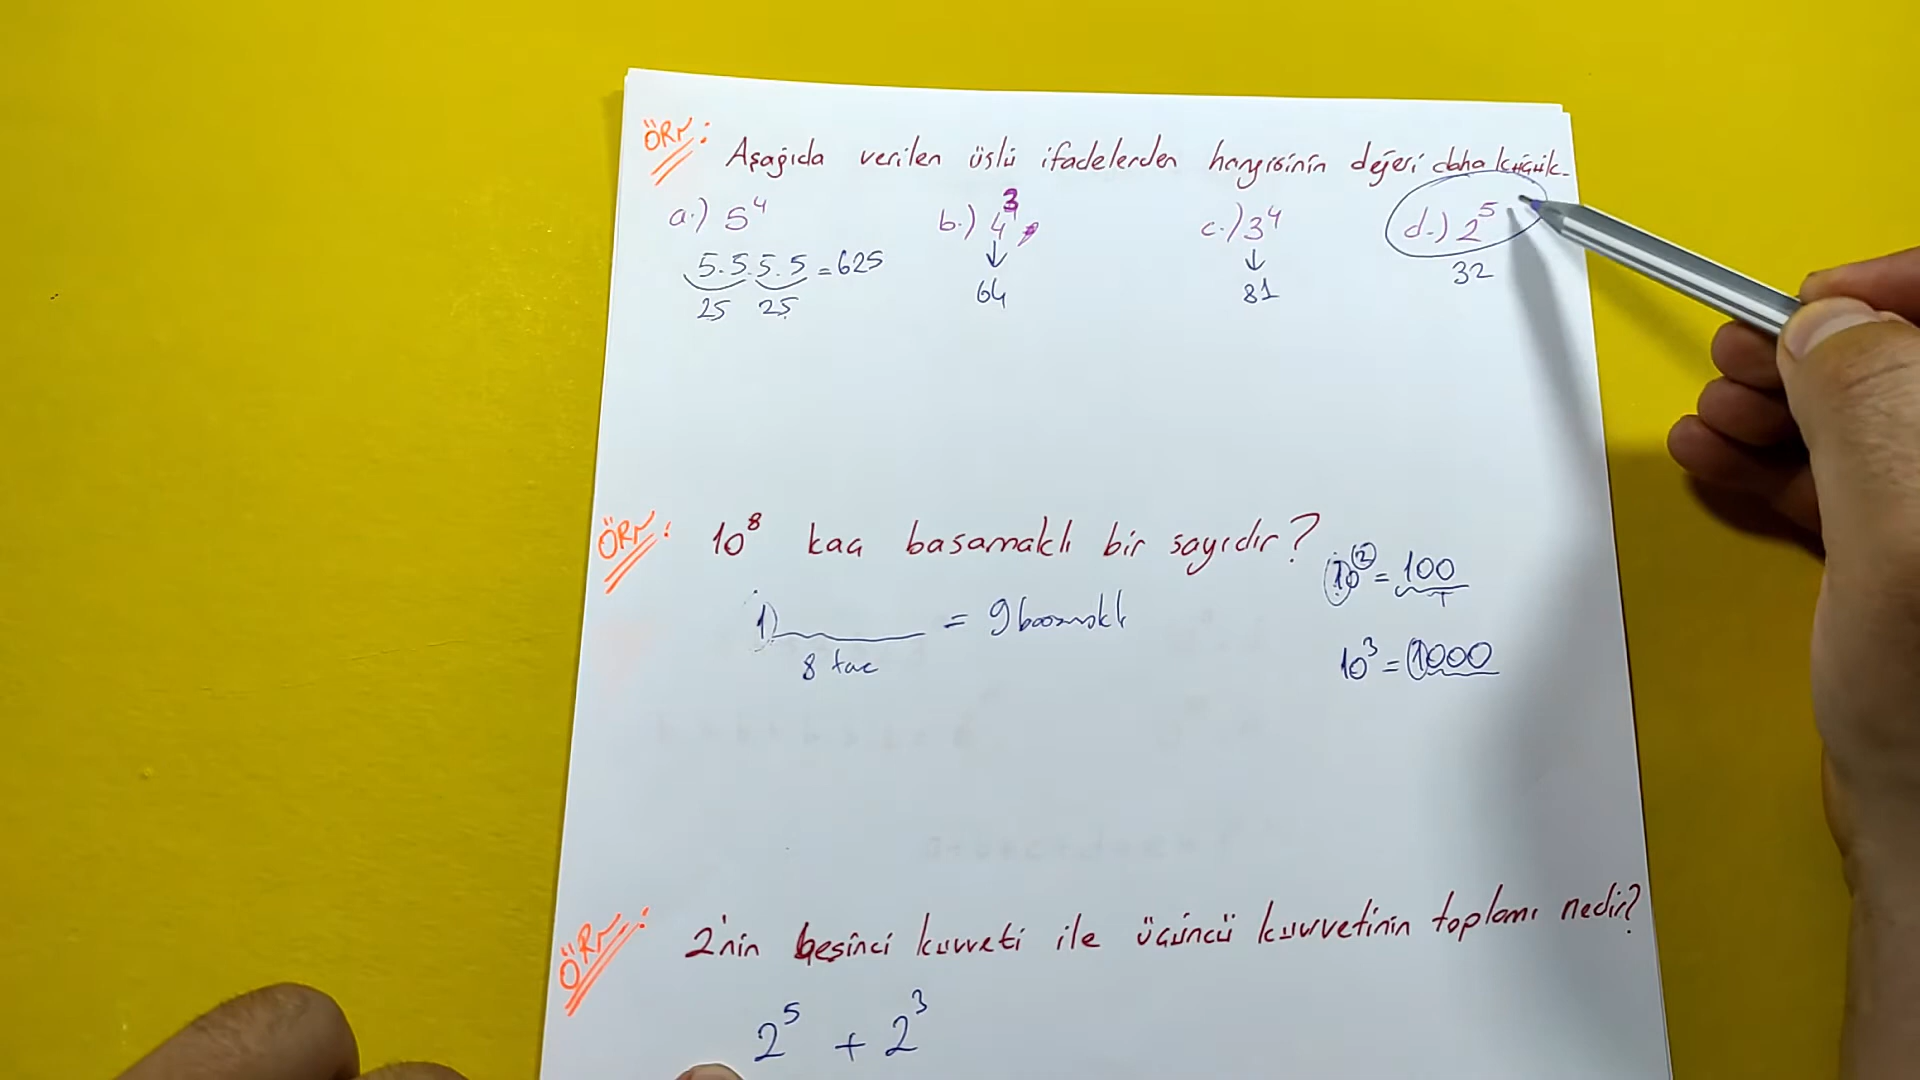 ÖRN: Aşağıda verilen üslü ifadelerden hangisinin değeri daha küçük.
a.) 5⁴ b.) 4³ c.) 3⁴ d.) 2⁵
5.5.5.5=625 ↓ ↓ 32
25 25 64 81
ÖRN: 10⁸ kaç basamaklı bir sayıdır?
10² = 100
1 = 9 basamaklı
8 tane
10³ = 1000
ÖRN: 2'nin beşinci kuvveti ile üçüncü kuvvetinin toplamı nedir?
2⁵ + 2³